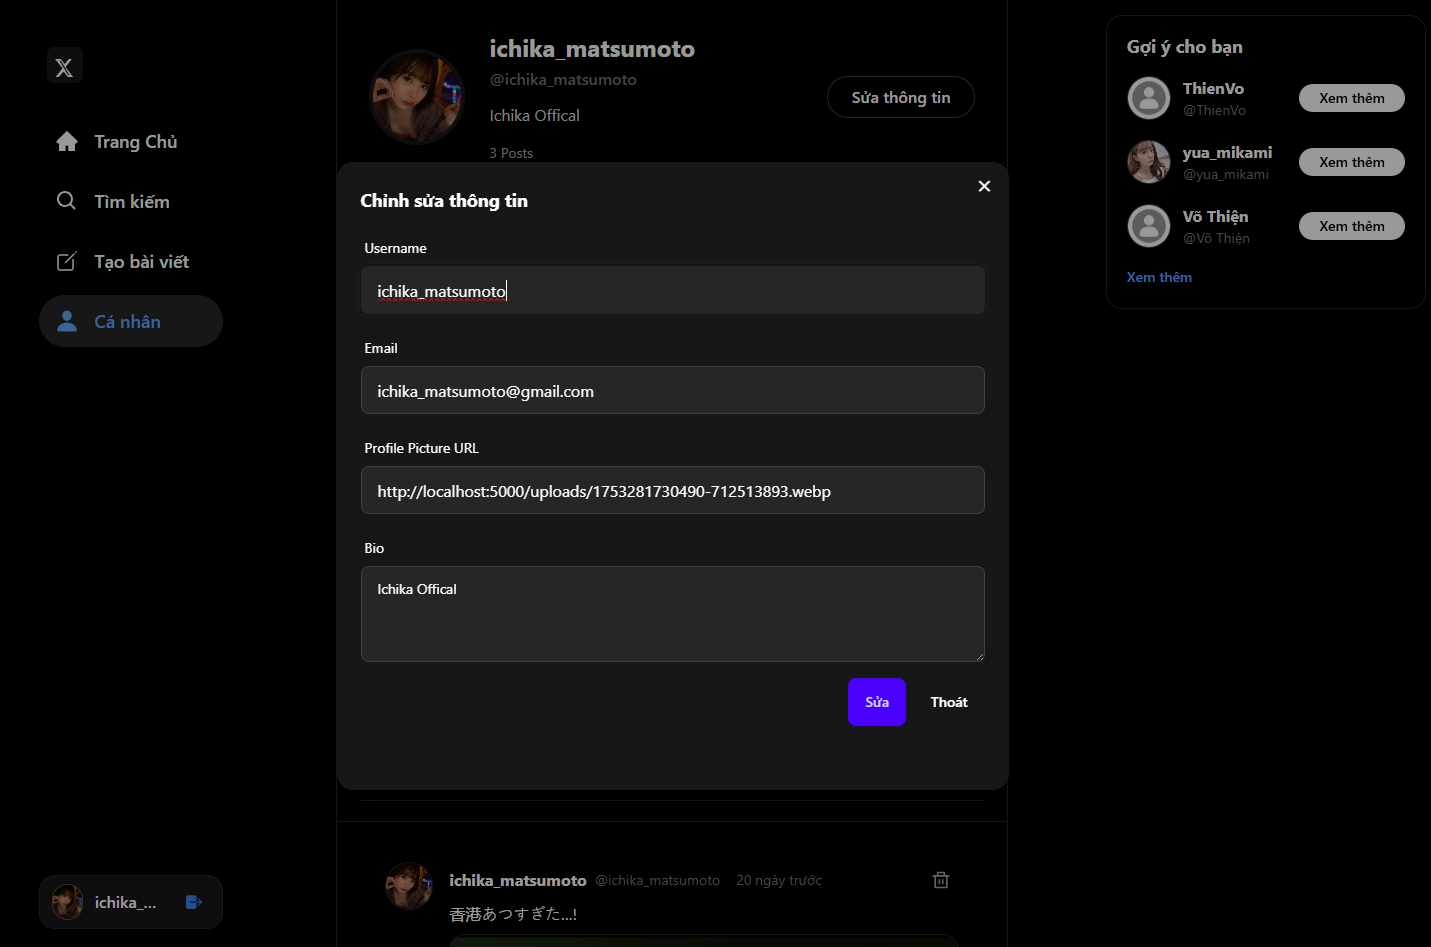 X
Trang Chủ
Tìm kiếm
Tạo bài viết
Cá nhân
ichika_...
ichika_matsumoto
@ichika_matsumoto
Ichika Offical
3 Posts
Sửa thông tin
Chỉnh sửa thông tin
Username
ichika_matsumoto
Email
ichika_matsumoto@gmail.com
Profile Picture URL
http://localhost:5000/uploads/1753281730490-712513893.webp
Bio
Ichika Offical
Sửa
Thoát
ichika_matsumoto @ichika_matsumoto 20 ngày trước
香港あつすぎた...!
Gợi ý cho bạn
ThienVo
@ThienVo
Xem thêm
yua_mikami
@yua_mikami
Xem thêm
Võ Thiện
@Võ Thiện
Xem thêm
Xem thêm